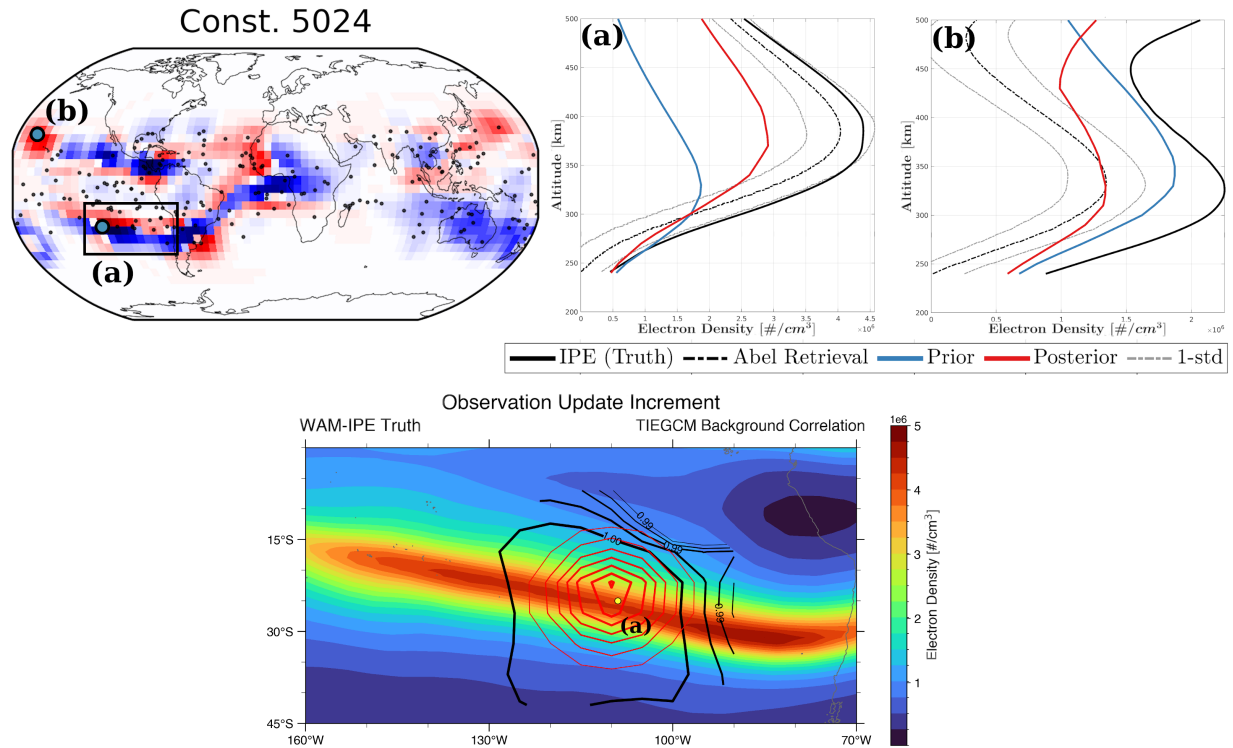 Const. 5024
(b)
(a)
(a)
500
450
400
350
300
250
200
Altitude [km]
0
0.5
1
1.5
2
2.5
3
3.5
4
4.5
×10⁶
Electron Density [#/cm³]
(b)
500
450
400
350
300
250
200
Altitude [km]
0
0.5
1
1.5
2
×10⁶
Electron Density [#/cm³]
IPE (Truth) Abel Retrieval Prior Posterior 1-std
Observation Update Increment
WAM-IPE Truth TIEGCM Background Correlation
15°S
30°S
45°S
160°W 130°W 100°W 70°W
0.99
0.99
1.00
0.99
(a)
1e6
5
4
3
2
1
Electron Density [#/cm³]